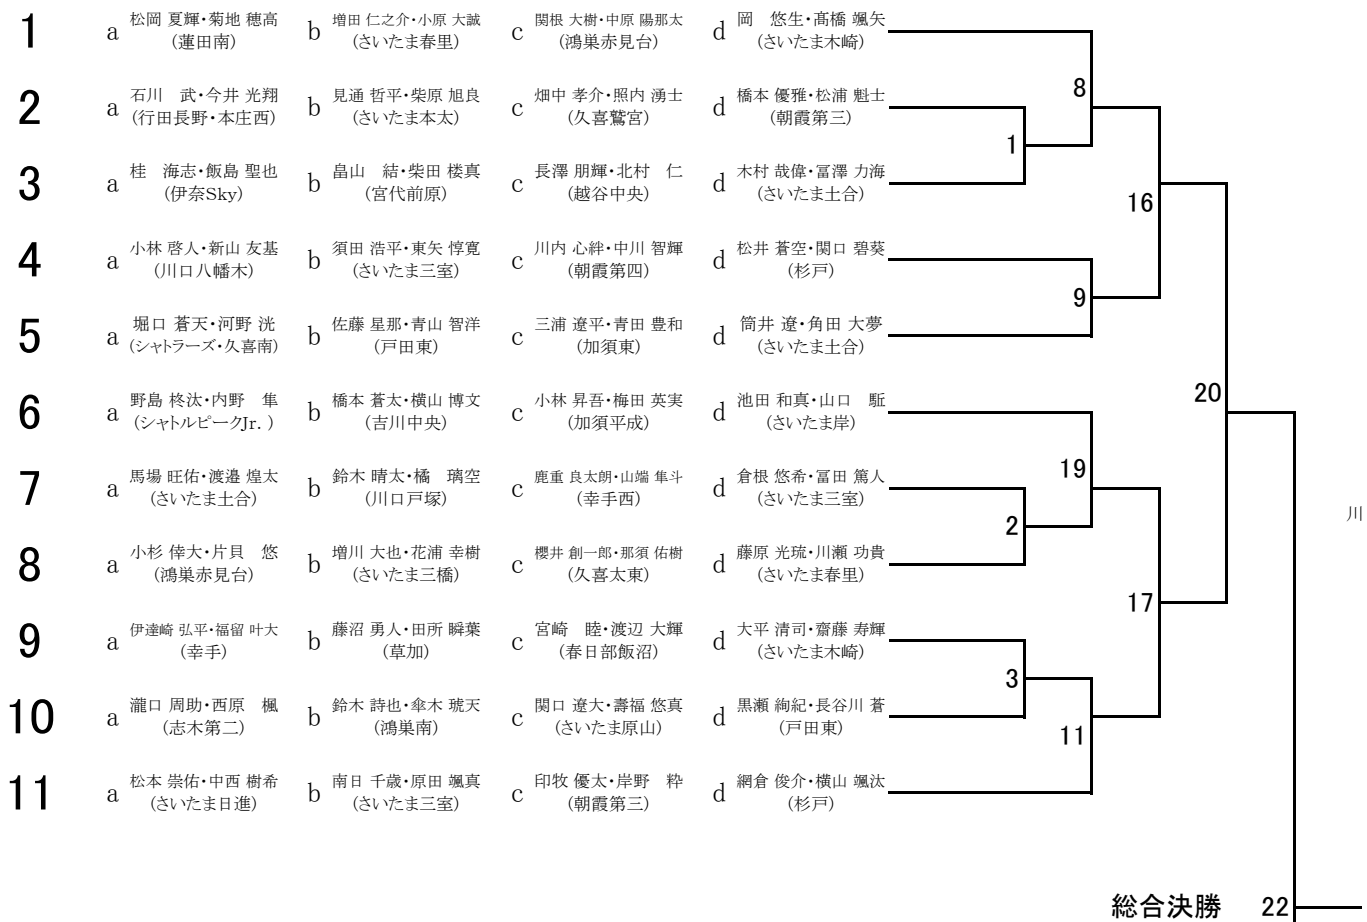 1 a 松岡 夏輝・菊地 穂高 b 増田 仁之介・小原 大誠 c 関根 大樹・中原 陽那太 d 岡　悠生・髙橋 颯矢
(蓮田南) (さいたま春里) (鴻巣赤見台) (さいたま木崎)
8
2 a 石川　武・今井 光翔 b 見通 哲平・柴原 旭良 c 畑中 孝介・照内 湧士 d 橋本 優雅・松浦 魁士
(行田長野・本庄西) (さいたま本太) (久喜鷲宮) (朝霞第三)
1
3 a 桂　海志・飯島 聖也 b 畠山　結・柴田 楼真 c 長澤 朋輝・北村　仁 d 木村 哉偉・冨澤 力海
(伊奈Sky) (宮代前原) (越谷中央) (さいたま土合)
16
4 a 小林 啓人・新山 友基 b 須田 浩平・東矢 惇寛 c 川内 心絆・中川 智輝 d 松井 蒼空・関口 碧葵
(川口八幡木) (さいたま三室) (朝霞第四) (杉戸)
9
5 a 堀口 蒼天・河野 洸 b 佐藤 星那・青山 智洋 c 三浦 遼平・青田 豊和 d 筒井 遼・角田 大夢
(シャトラーズ・久喜南) (戸田東) (加須東) (さいたま土合)
20
6 a 野島 柊汰・内野　隼 b 橋本 蒼太・横山 博文 c 小林 昇吾・梅田 英実 d 池田 和真・山口　駈
(シャトルピークJr.) (吉川中央) (加須平成) (さいたま岸)
19
7 a 馬場 旺佑・渡邉 煌太 b 鈴木 晴太・橘　璃空 c 鹿重 良太朗・山端 隼斗 d 倉根 悠希・冨田 篤人
(さいたま土合) (川口戸塚) (幸手西) (さいたま三室)
川
2
8 a 小杉 倖大・片貝　悠 b 増川 大也・花浦 幸樹 c 櫻井 創一郎・那須 佑樹 d 藤原 光琉・川瀬 功貴
(鴻巣赤見台) (さいたま三橋) (久喜太東) (さいたま春里)
17
9 a 伊達崎 弘平・福留 叶大 b 藤沼 勇人・田所 瞬葉 c 宮崎　睦・渡辺 大輝 d 大平 清司・齋藤 寿輝
(幸手) (草加) (春日部飯沼) (さいたま木崎)
3
10 a 瀧口 周助・西原　楓 b 鈴木 詩也・傘木 琥天 c 関口 遼大・壽福 悠真 d 黒瀬 絢紀・長谷川 蒼
(志木第二) (鴻巣南) (さいたま原山) (戸田東)
11
11 a 松本 崇佑・中西 樹希 b 南日 千歳・原田 颯真 c 印牧 優太・岸野　粋 d 網倉 俊介・横山 颯汰
(さいたま日進) (さいたま三室) (朝霞第三) (杉戸)
総合決勝 22